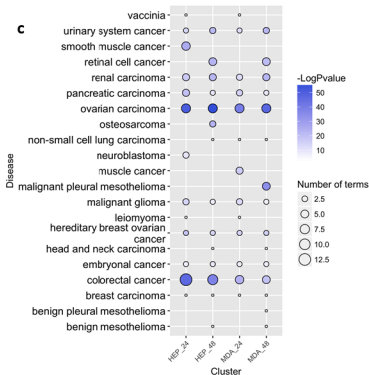 c
vaccinia
urinary system cancer
smooth muscle cancer
retinal cell cancer
renal carcinoma
pancreatic carcinoma
ovarian carcinoma
osteosarcoma
non-small cell lung carcinoma
neuroblastoma
muscle cancer
malignant pleural mesothelioma
malignant glioma
leiomyoma
hereditary breast ovarian
cancer
head and neck carcinoma
embryonal cancer
colorectal cancer
breast carcinoma
benign pleural mesothelioma
benign mesothelioma
Disease
HEP_24
HEP_48
MDA_24
MDA_48
Cluster
-LogPvalue
50
40
30
20
10
Number of terms
2.5
5.0
7.5
10.0
12.5